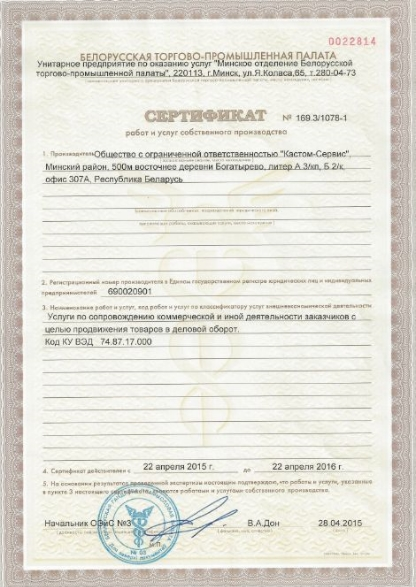 0022814
БЕЛОРУССКАЯ ТОРГОВО-ПРОМЫШЛЕННАЯ ПАЛАТА
Унитарное предприятие по оказанию услуг "Минское отделение Белорусской
торгово-промышленной палаты", 220113, г.Минск, ул.Я.Коласа,65, т.280-04-73
СЕРТИФИКАТ № 169.3/1078-1
работ и услуг собственного производства
1. Производитель Общество с ограниченной ответственностью "Кастом-Сервис",
Минский район, 500м восточнее деревни Богатырево, литер А 3/кп, Б 2/к,
офис 307А, Республика Беларусь
2. Регистрационный номер производителя в Едином государственном регистре юридических лиц и индивидуальных
предпринимателей 690020901
3. Наименование работ и услуг, код работ и услуг по классификатору услуг внешнеэкономической деятельности
Услуги по сопровождению коммерческой и иной деятельности заказчиков с
целью продвижения товаров в деловой оборот.
Код КУ ВЭД 74.87.17.000
4. Сертификат действителен с 22 апреля 2015 г. до 22 апреля 2016 г.
5. На основании результатов проведенной экспертизы настоящим подтверждаю, что работы и услуги, указанные
в пункте 3 настоящего сертификата, являются работами и услугами собственного производства.
Начальник ОЭиС №3 В.А.Дон 28.04.2015
М.П.
№ 03